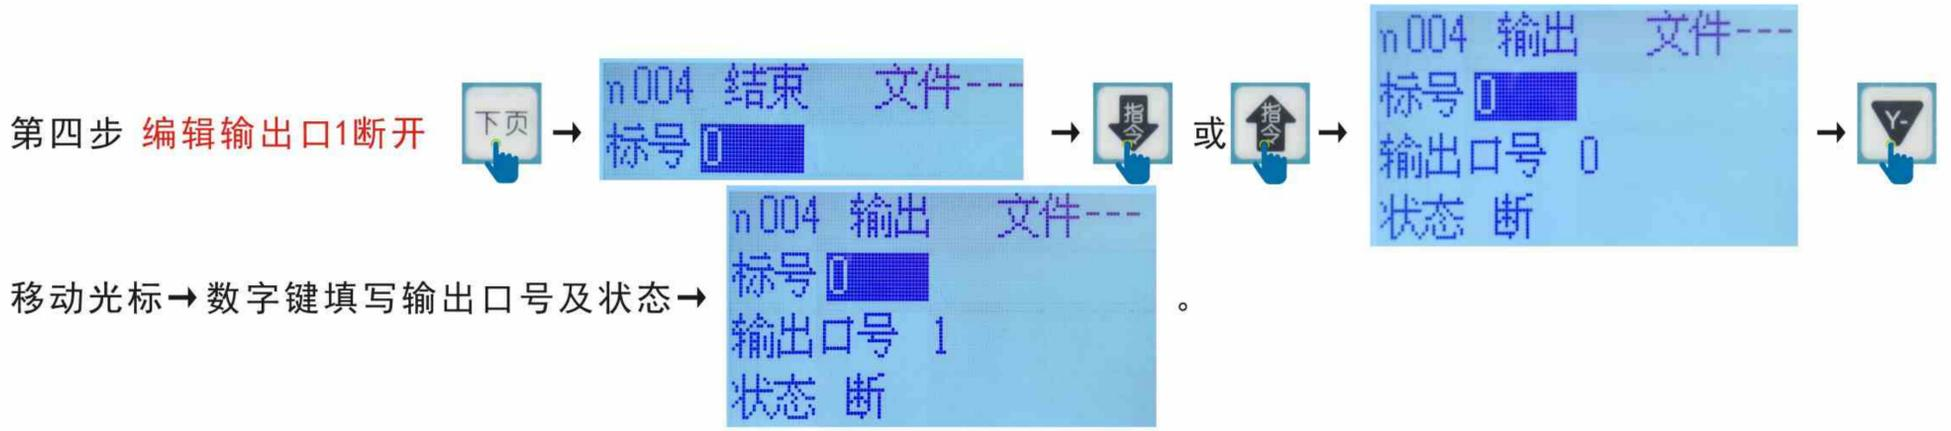 第四步 编辑输出口1断开 下页 →
n004 结束 文件---
标号 0
→ 指令 或 指令 →
n004 输出 文件---
标号 0
输出口号 0
状态 断
→ Y-
移动光标→数字键填写输出口号及状态→
n004 输出 文件---
标号 0
输出口号 1
状态 断
。